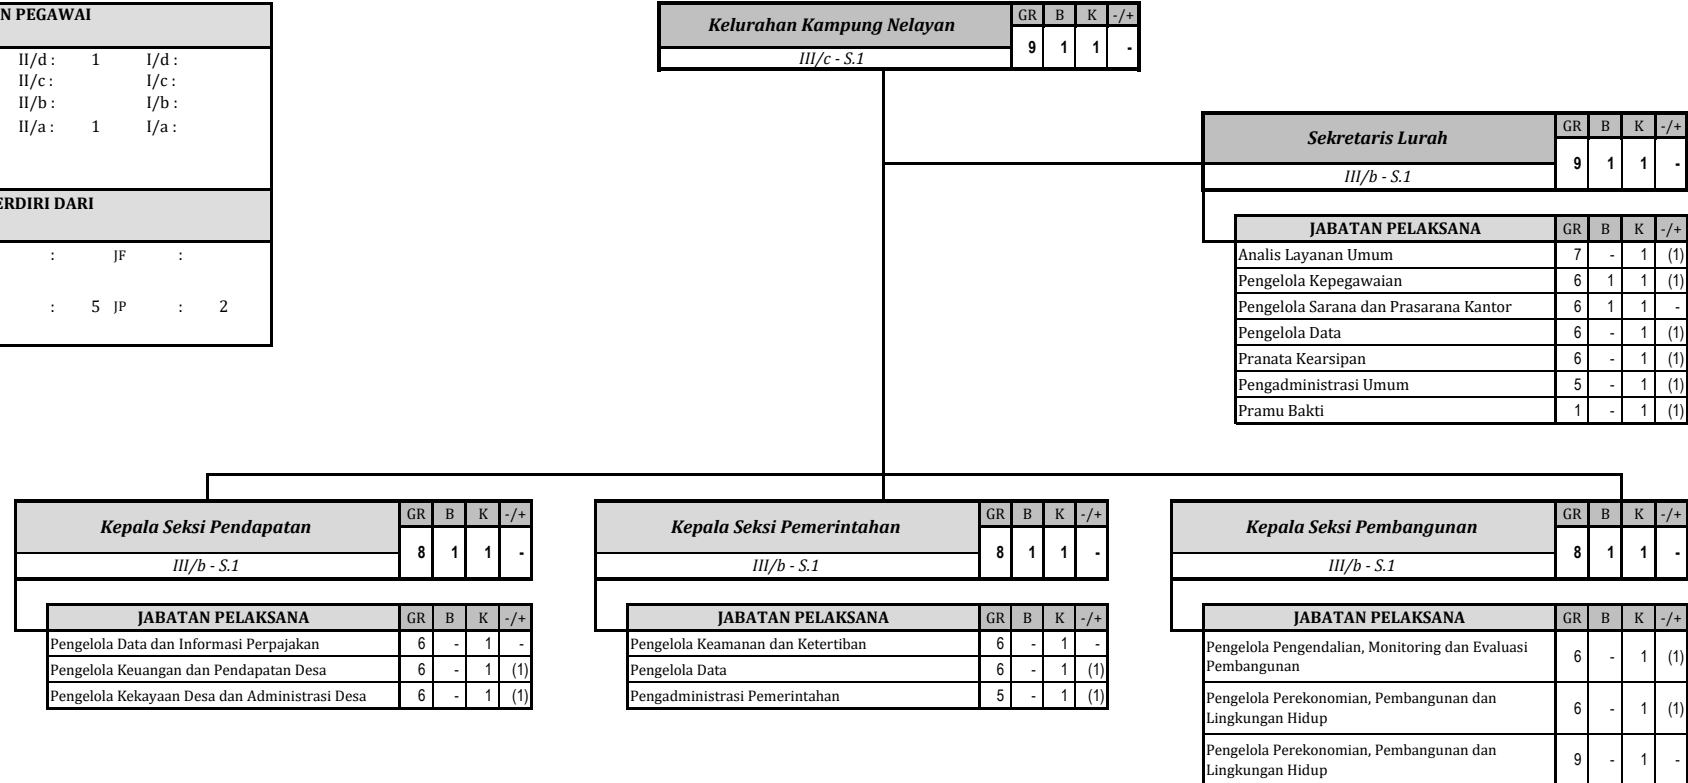 N PEGAWAI
II/d : 1 I/d :
II/c : I/c :
II/b : I/b :
II/a : 1 I/a :
ERDIRI DARI
: JF :
: 5 JP : 2
Kelurahan Kampung Nelayan GR B K -/+
III/c - S.1 9 1 1 -
Sekretaris Lurah GR B K -/+
III/b - S.1 9 1 1 -
JABATAN PELAKSANA GR B K -/+
Analis Layanan Umum 7 - 1 (1)
Pengelola Kepegawaian 6 1 1 (1)
Pengelola Sarana dan Prasarana Kantor 6 1 1 -
Pengelola Data 6 - 1 (1)
Pranata Kearsipan 6 - 1 (1)
Pengadministrasi Umum 5 - 1 (1)
Pramu Bakti 1 - 1 (1)
Kepala Seksi Pendapatan GR B K -/+
III/b - S.1 8 1 1 -
JABATAN PELAKSANA GR B K -/+
Pengelola Data dan Informasi Perpajakan 6 - 1 -
Pengelola Keuangan dan Pendapatan Desa 6 - 1 (1)
Pengelola Kekayaan Desa dan Administrasi Desa 6 - 1 (1)
Kepala Seksi Pemerintahan GR B K -/+
III/b - S.1 8 1 1 -
JABATAN PELAKSANA GR B K -/+
Pengelola Keamanan dan Ketertiban 6 - 1 -
Pengelola Data 6 - 1 (1)
Pengadministrasi Pemerintahan 5 - 1 (1)
Kepala Seksi Pembangunan GR B K -/+
III/b - S.1 8 1 1 -
JABATAN PELAKSANA GR B K -/+
Pengelola Pengendalian, Monitoring dan Evaluasi
Pembangunan 6 - 1 (1)
Pengelola Perekonomian, Pembangunan dan
Lingkungan Hidup 6 - 1 (1)
Pengelola Perekonomian, Pembangunan dan
Lingkungan Hidup 9 - 1 -